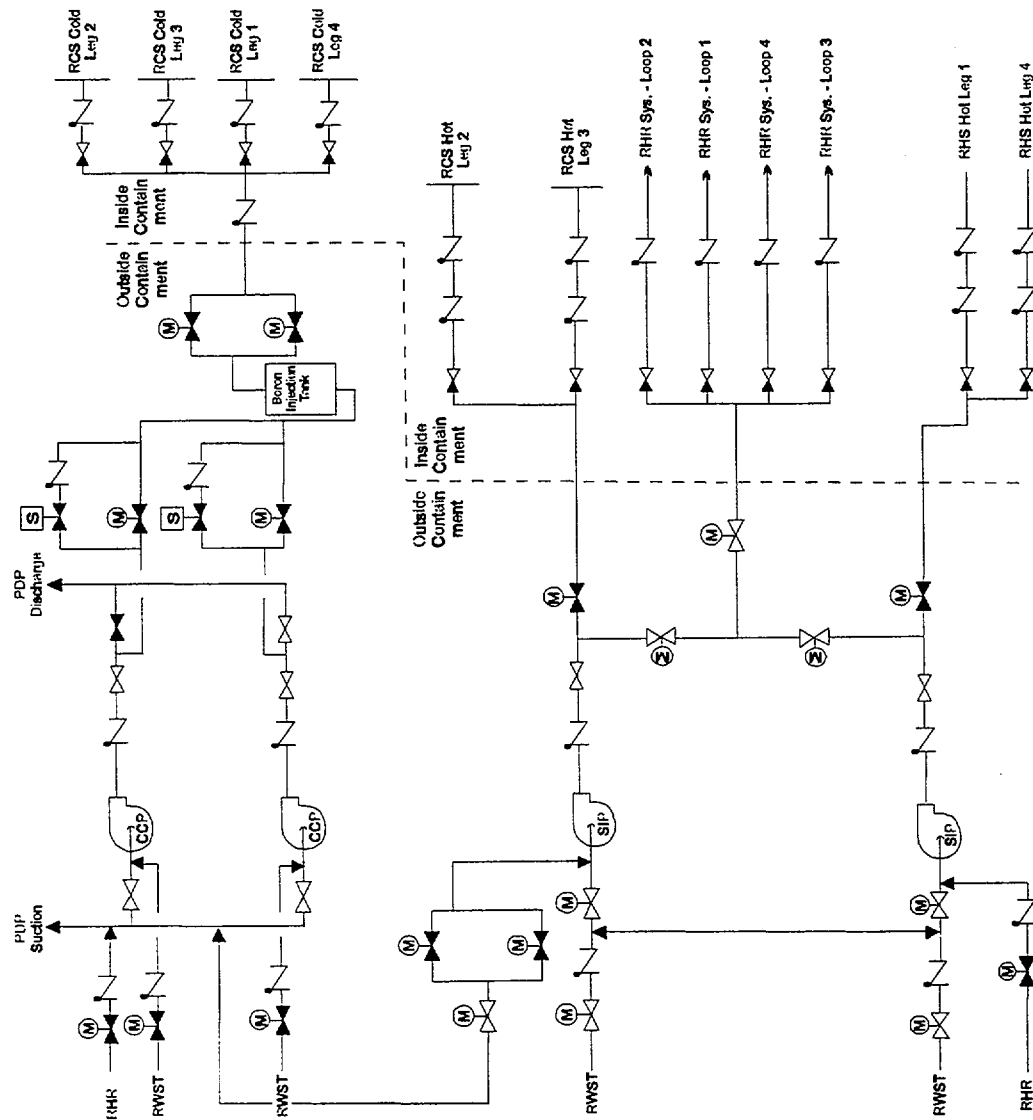 RCS Cold
Leg 2
RCS Cold
Leg 3
RCS Cold
Leg 1
RCS Cold
Leg 4
Inside
Contain
ment
Outside
Contain
ment
M
M
Boron
Injection
Tank
S
M
S
M
PDP
Discharge
CCP
CCP
PDP
Suction
M
RHR
M
RWST
M
RWST
RCS Hot
Leg 2
RCS Hot
Leg 3
RHR Sys. - Loop 2
RHR Sys. - Loop 1
RHR Sys. - Loop 4
RHR Sys. - Loop 3
RHS Hot Leg 1
RHS Hot Leg 4
Inside
Contain
ment
Outside
Contain
ment
M
M
M
M
M
SIP
SIP
M
M
M
M
M
RWST
M
M
RWST
M
RHR